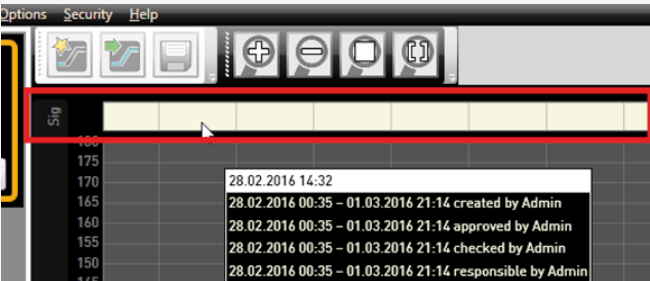 Options Security Help
Sig
180
175
170
165
160
155
150
145
28.02.2016 14:32
28.02.2016 00:35 – 01.03.2016 21:14 created by Admin
28.02.2016 00:35 – 01.03.2016 21:14 approved by Admin
28.02.2016 00:35 – 01.03.2016 21:14 checked by Admin
28.02.2016 00:35 – 01.03.2016 21:14 responsible by Admin